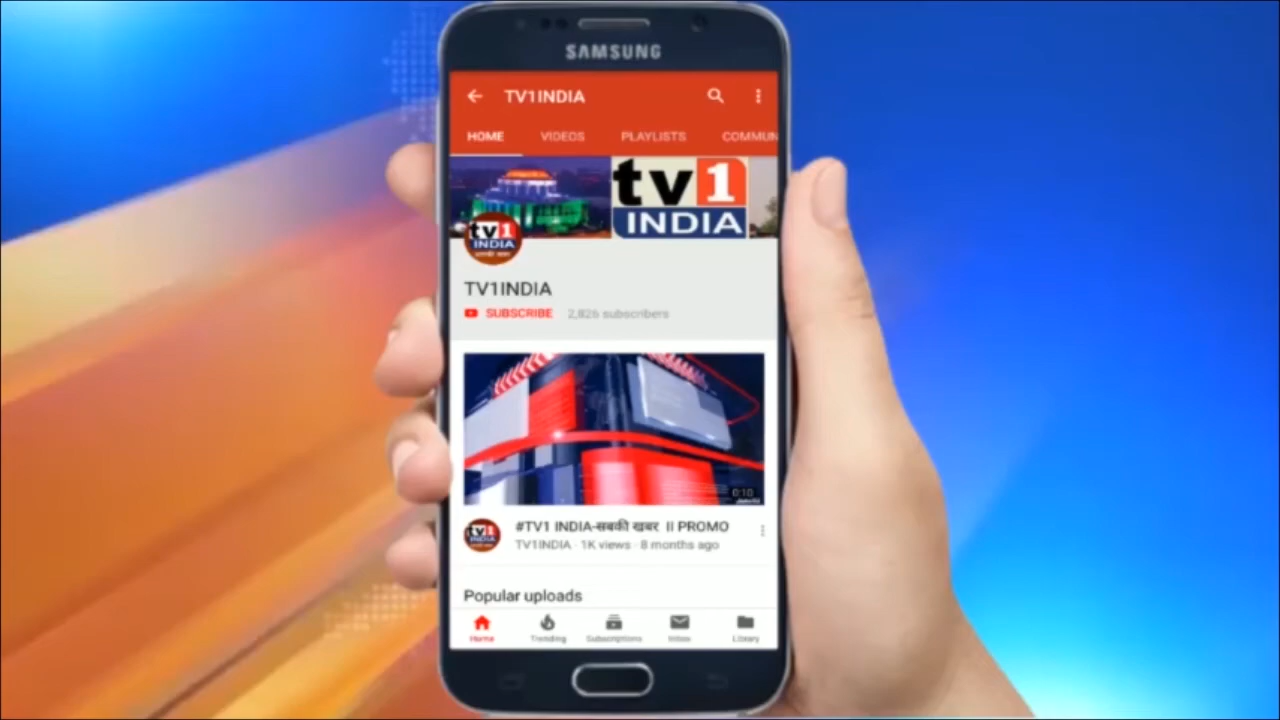 SAMSUNG
TV1INDIA
HOME VIDEOS PLAYLISTS COMMUN
tv1
INDIA
tv1
INDIA
TV1INDIA
SUBSCRIBE 2,826 subscribers
0:10
#TV1 INDIA-सबकी खबर II PROMO
TV1INDIA · 1K views · 8 months ago
tv1
INDIA
Popular uploads
Home Trending Subscriptions Inbox Library